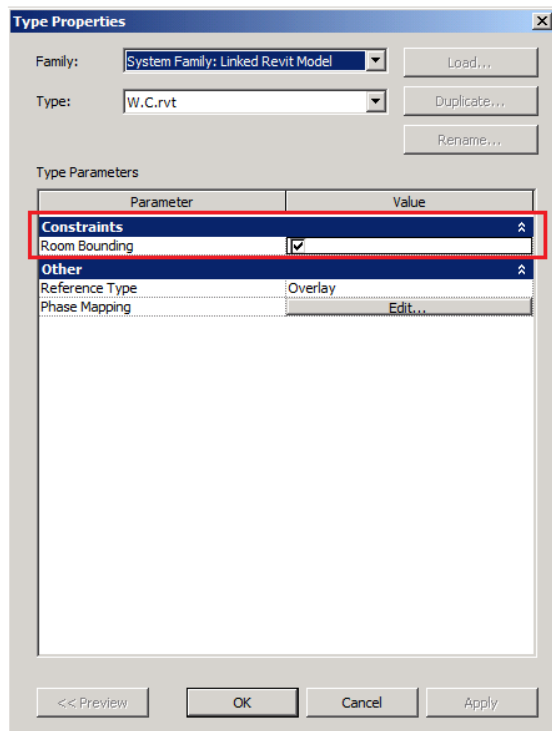 Type Properties
Family: System Family: Linked Revit Model Load...
Type: W.C.rvt Duplicate...
Rename...
Type Parameters
Parameter Value
Constraints
Room Bounding
Other
Reference Type Overlay
Phase Mapping Edit...
<< Preview OK Cancel Apply